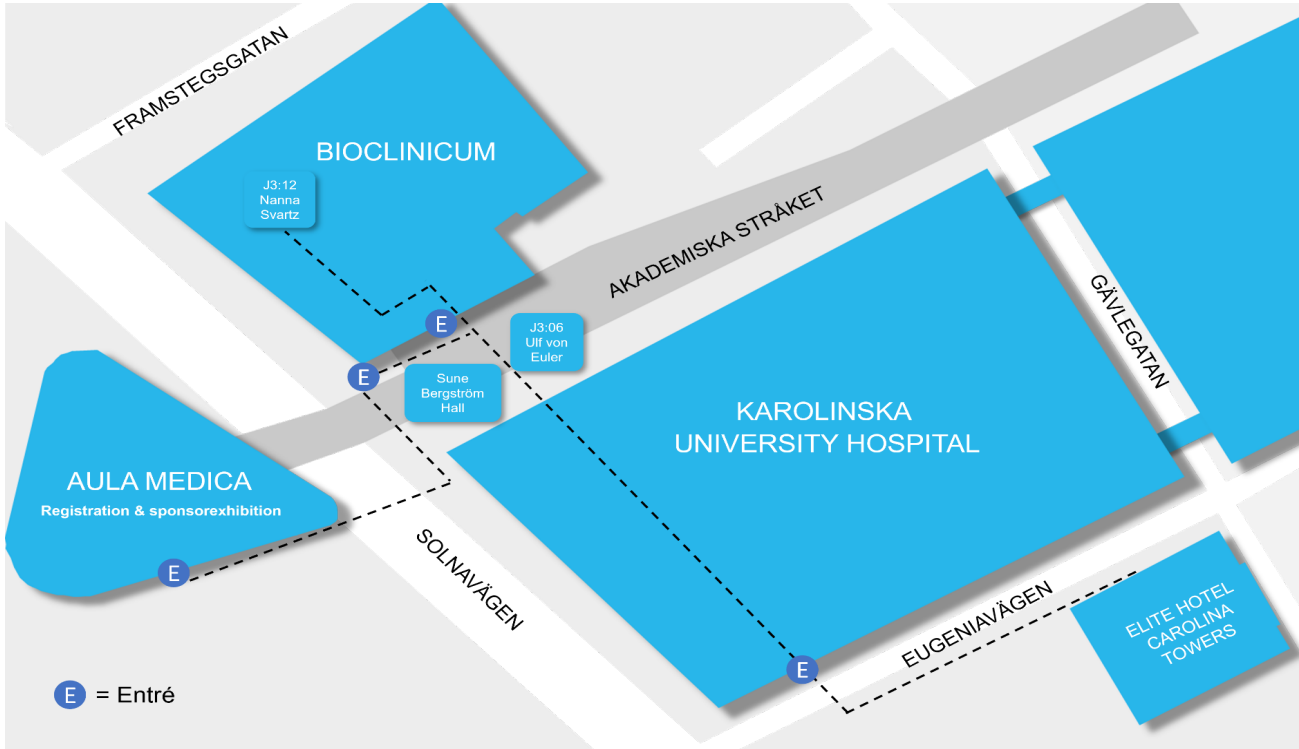 FRAMSTEGSGATAN
BIOCLINICUM
J3:12
Nanna
Svartz
AKADEMISKA STRÅKET
GÄVLEGATAN
E
J3:06
Ulf von
Euler
E
Sune
Bergström
Hall
KAROLINSKA
UNIVERSITY HOSPITAL
AULA MEDICA
Registration & sponsorexhibition
E
SOLNAVÄGEN
EUGENIAVÄGEN
ELITE HOTEL
CAROLINA
TOWERS
E
E = Entré